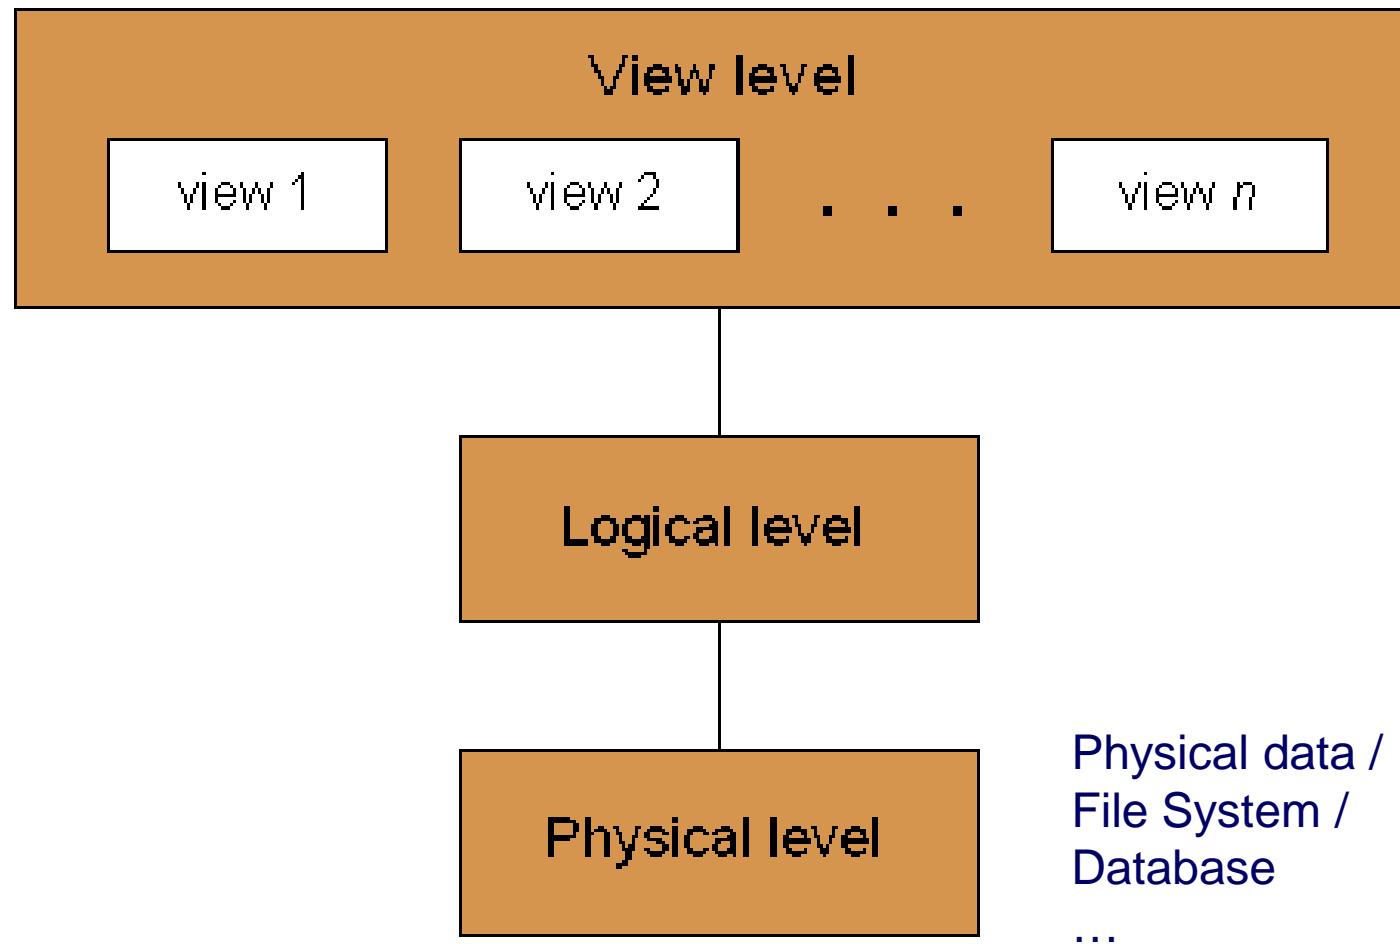 View level
view 1 view 2 . . . view n
Logical level
Physical level
Physical data /
File System /
Database
...